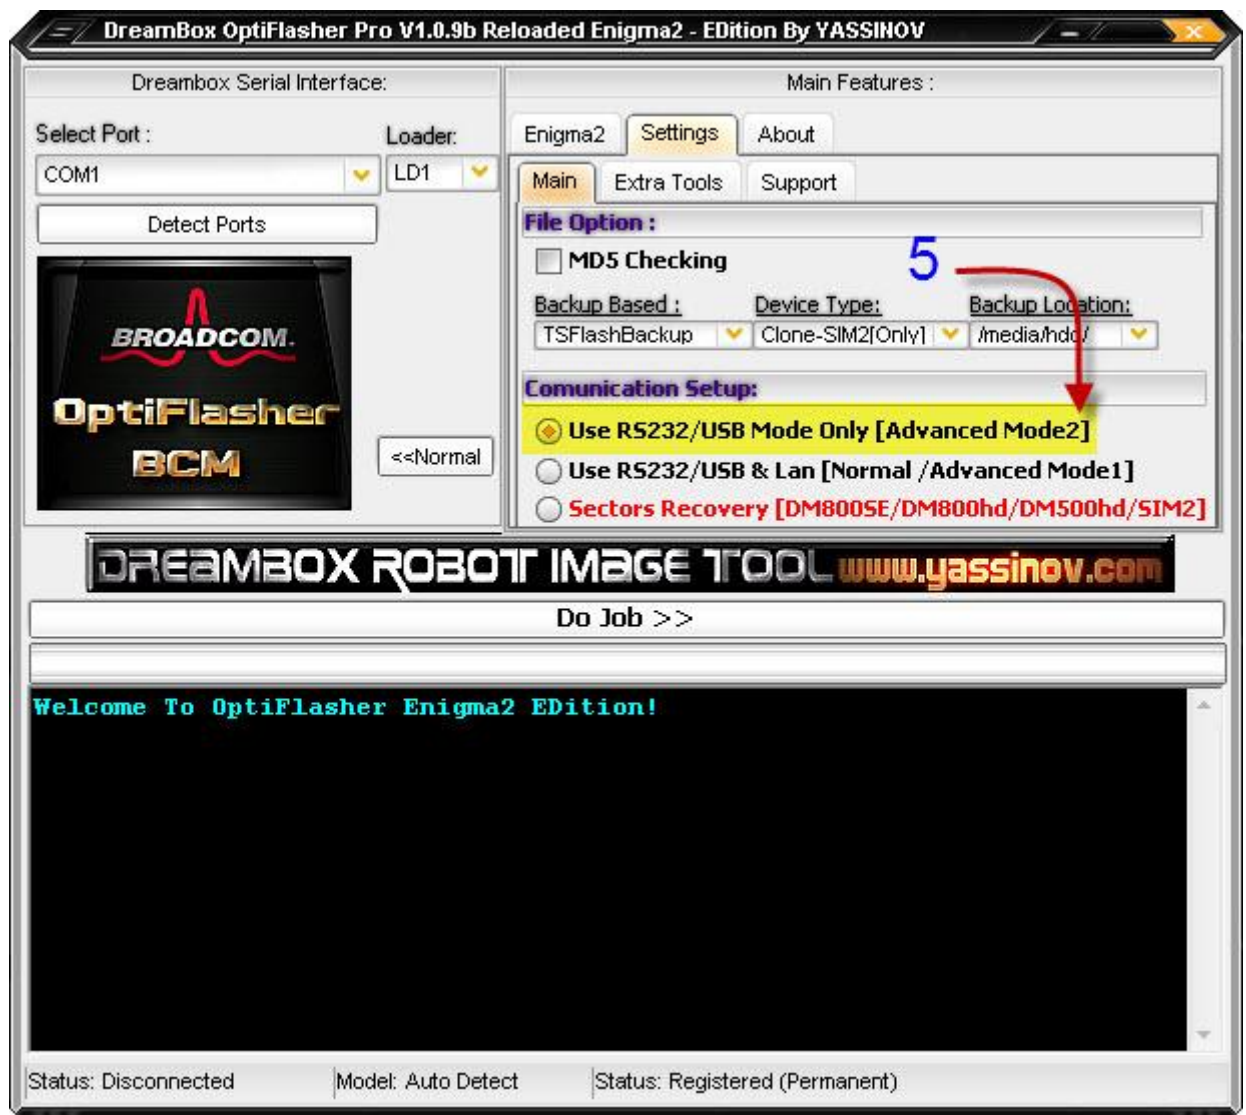 DreamBox OptiFlasher Pro V1.0.9b Reloaded Enigma2 - EDition By YASSINOV
Dreambox Serial Interface:
Main Features :
Select Port :
Loader:
COM1
LD1
Detect Ports
BROADCOM.
OptiFlasher
BCM
<<Normal
Enigma2
Settings
About
Main
Extra Tools
Support
File Option :
MD5 Checking
5
Backup Based :
Device Type:
Backup Location:
TSFlashBackup
Clone-SIM2[Only]
/media/hdd/
Comunication Setup:
Use RS232/USB Mode Only [Advanced Mode2]
Use RS232/USB & Lan [Normal /Advanced Mode1]
Sectors Recovery [DM800SE/DM800hd/DM500hd/SIM2]
DREAMBOX ROBOT IMAGE TOOL www.yassinov.com
Do Job >>
Welcome To OptiFlasher Enigma2 EDition!
Status: Disconnected
Model: Auto Detect
Status: Registered (Permanent)